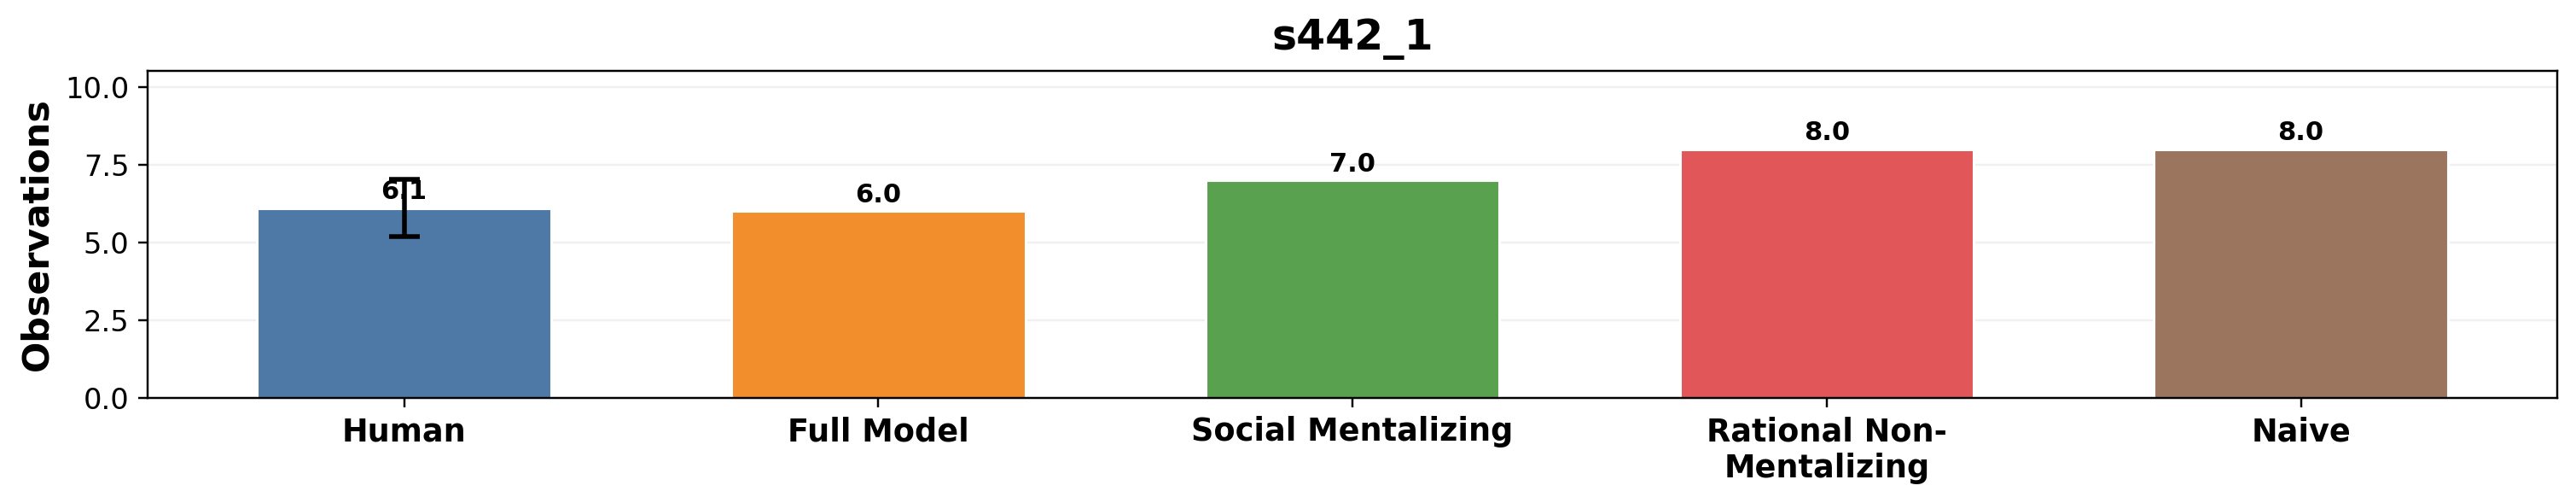 s442_1
Observations
10.0
7.5
5.0
2.5
0.0
6.1
6.0
7.0
8.0
8.0
Human
Full Model
Social Mentalizing
Rational Non-
Mentalizing
Naive